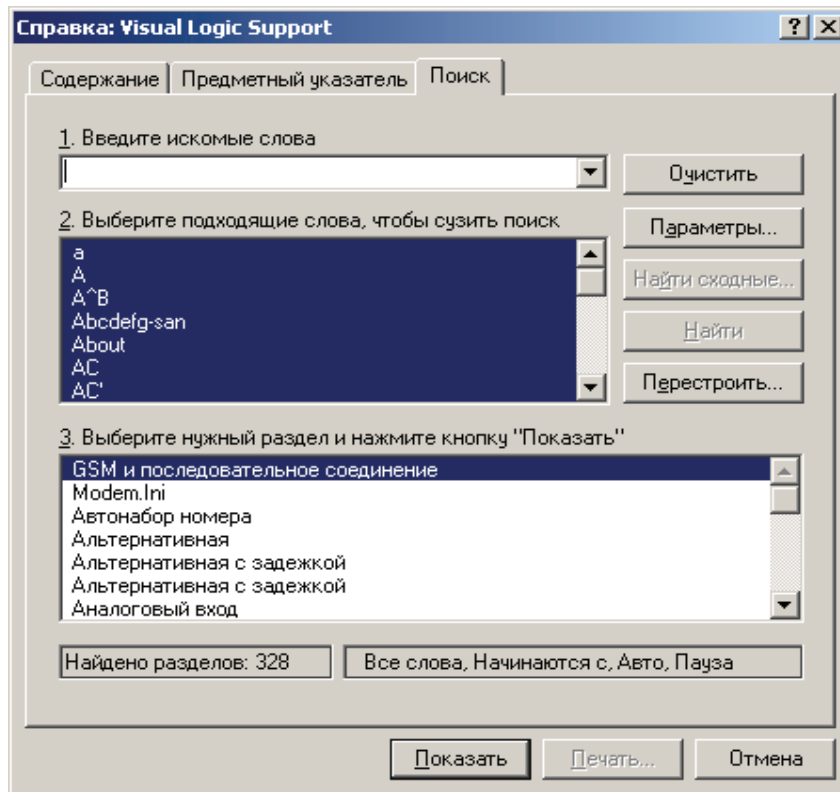 Справка: Visual Logic Support
Содержание
Предметный указатель
Поиск
1. Введите искомые слова
Очистить
2. Выберите подходящие слова, чтобы сузить поиск
Параметры...
а
A
A^B
Abcdefg-san
About
AC
AC'
Найти сходные...
Найти
Перестроить...
3. Выберите нужный раздел и нажмите кнопку "Показать"
GSM и последовательное соединение
Modem.Ini
Автонабор номера
Альтернативная
Альтернативная с задежкой
Альтернативная с задежкой
Аналоговый вход
Найдено разделов: 328
Все слова, Начинаются с, Авто, Пауза
Показать
Печать...
Отмена